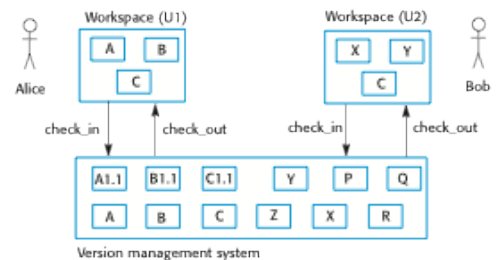 Workspace (U1)
Workspace (U2)
A B
X Y
C
C
Alice
Bob
check_in
check_out
check_in
check_out
A1.1 B1.1 C1.1 Y P Q
A B C Z X R
Version management system